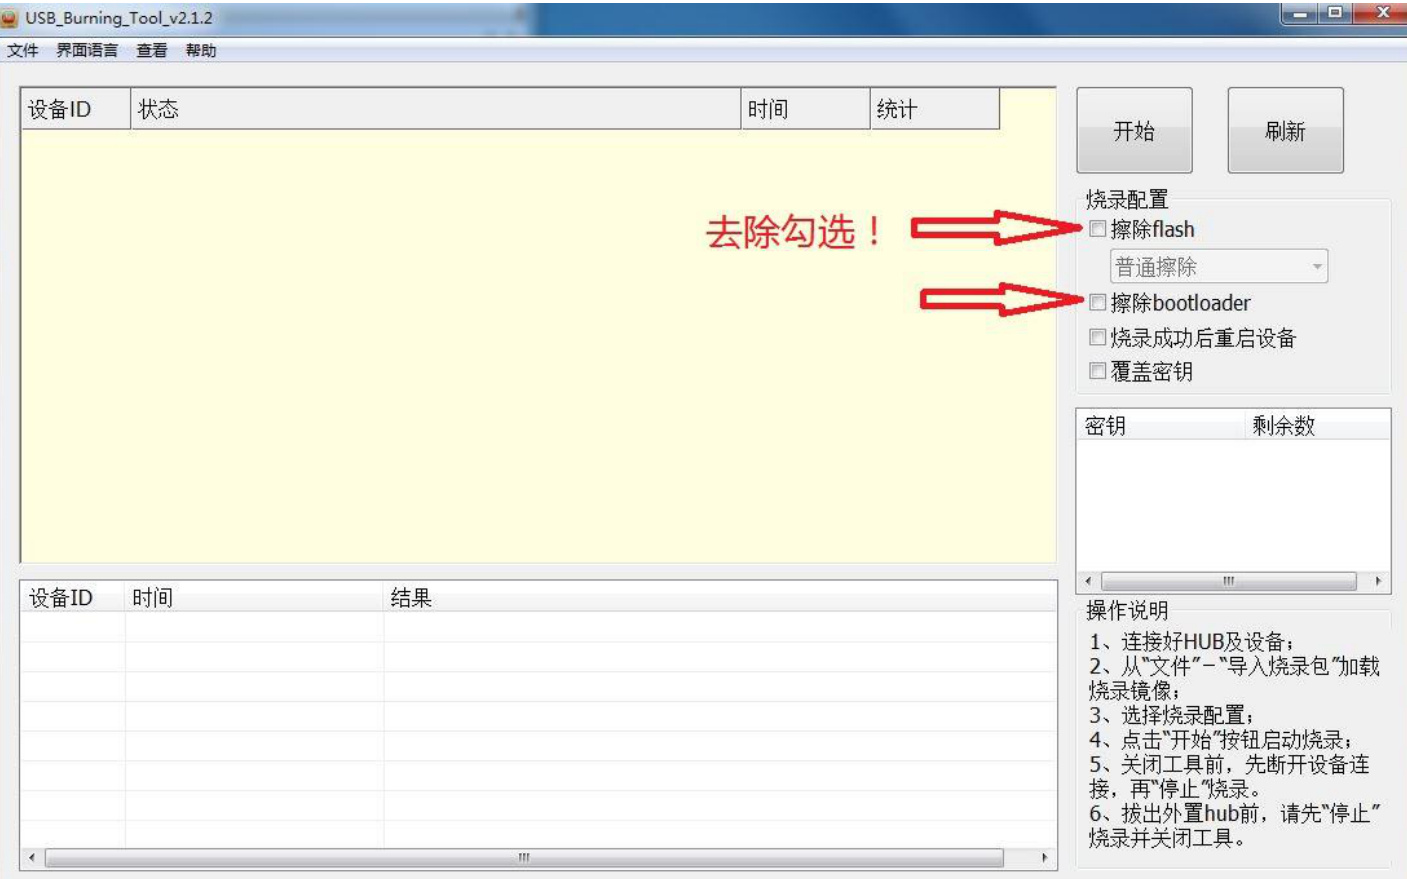 USB_Burning_Tool_v2.1.2
文件 界面语言 查看 帮助
设备ID 状态 时间 统计
开始 刷新
烧录配置
去除勾选！
擦除flash
普通擦除
擦除bootloader
烧录成功后重启设备
覆盖密钥
密钥 剩余数
设备ID 时间 结果
操作说明
1、连接好HUB及设备；
2、从“文件”－“导入烧录包”加载
烧录镜像；
3、选择烧录配置；
4、点击“开始”按钮启动烧录；
5、关闭工具前，先断开设备连
接，再“停止”烧录。
6、拔出外置hub前，请先“停止”
烧录并关闭工具。